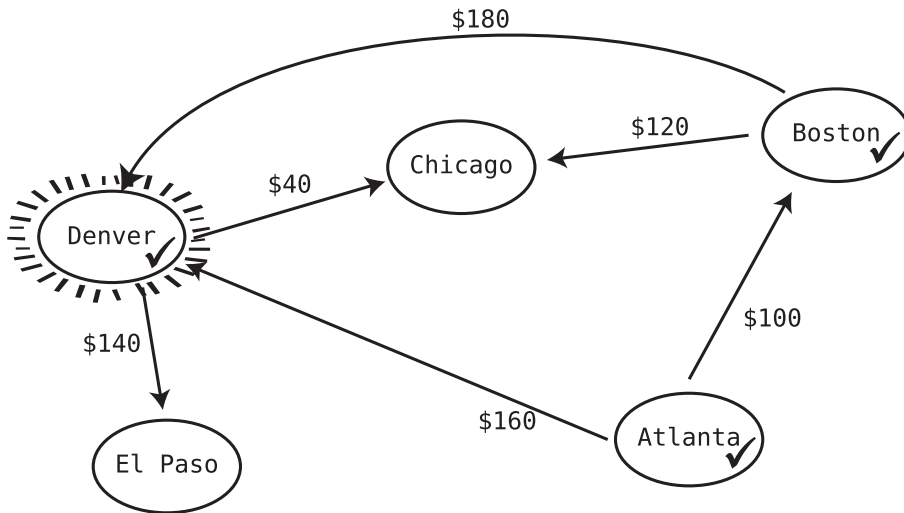 $180
$120
Boston
Chicago
$40
Denver
$100
$140
$160
Atlanta
El Paso